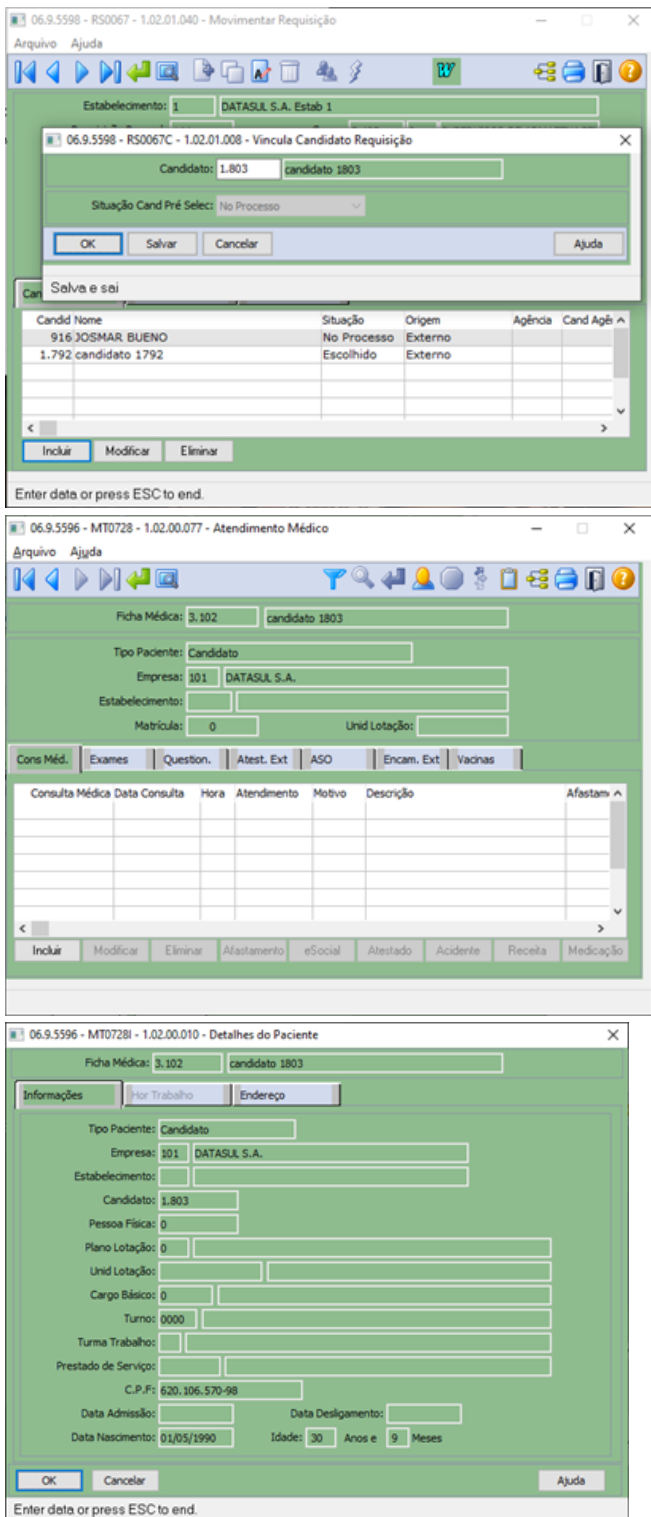 06.9.5598 - RS0067 - 1.02.01.040 - Movimentar Requisição
Arquivo Ajuda
Estabelecimento: 1 DATASUL S.A. Estab 1
06.9.5598 - RS0067C - 1.02.01.008 - Vincula Candidato Requisição
Candidato: 1.803 candidato 1803
Situação Cand Pré Selec: No Processo
OK Salvar Cancelar Ajuda
Salva e sai
Candid Nome Situação Origem Agência Cand Agê
916 JOSMAR BUENO No Processo Externo
1.792 candidato 1792 Escolhido Externo
Incluir Modificar Eliminar
Enter data or press ESC to end.
06.9.5596 - MT0728 - 1.02.00.077 - Atendimento Médico
Arquivo Ajuda
Ficha Médica: 3.102 candidato 1803
Tipo Paciente: Candidato
Empresa: 101 DATASUL S.A.
Estabelecimento:
Matrícula: 0 Unid Lotação:
Cons Méd. Exames Question. Atest. Ext ASO Encam. Ext Vacinas
Consulta Médica Data Consulta Hora Atendimento Motivo Descrição Afastam
Incluir Modificar Eliminar Afastamento eSocial Atestado Acidente Receita Medicação
06.9.5596 - MT0728I - 1.02.00.010 - Detalhes do Paciente
Ficha Médica: 3.102 candidato 1803
Informações Hor Trabalho Endereço
Tipo Paciente: Candidato
Empresa: 101 DATASUL S.A.
Estabelecimento:
Candidato: 1.803
Pessoa Física: 0
Plano Lotação: 0
Unid Lotação:
Cargo Básico: 0
Turno: 0000
Turma Trabalho:
Prestado de Serviço:
C.P.F: 620.106.570-98
Data Admissão: Data Desligamento:
Data Nascimento: 01/05/1990 Idade: 30 Anos e 9 Meses
OK Cancelar Ajuda
Enter data or press ESC to end.